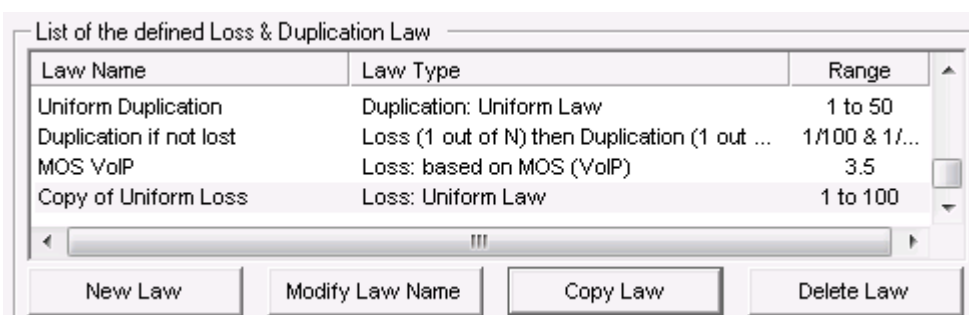 List of the defined Loss & Duplication Law
Law Name Law Type Range
Uniform Duplication Duplication: Uniform Law 1 to 50
Duplication if not lost Loss (1 out of N) then Duplication (1 out ... 1/100 & 1/...
MOS VoIP Loss: based on MOS (VoIP) 3.5
Copy of Uniform Loss Loss: Uniform Law 1 to 100
New Law Modify Law Name Copy Law Delete Law